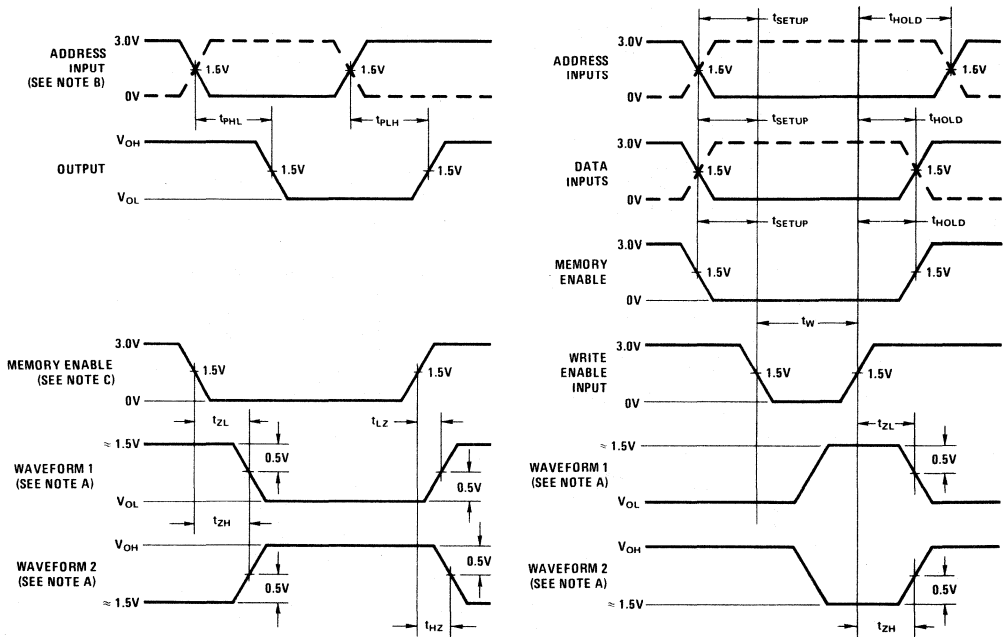 ADDRESS
INPUT
(SEE NOTE B)
3.0V
0V
1.5V
1.5V
tPHL
tPLH
OUTPUT
VOH
VOL
1.5V
1.5V
MEMORY ENABLE
(SEE NOTE C)
3.0V
0V
1.5V
1.5V
tZL
tLZ
WAVEFORM 1
(SEE NOTE A)
≈ 1.5V
VOL
0.5V
0.5V
tZH
WAVEFORM 2
(SEE NOTE A)
VOH
≈ 1.5V
0.5V
0.5V
tHZ
tSETUP
tHOLD
ADDRESS
INPUTS
3.0V
0V
1.5V
1.5V
tSETUP
tHOLD
DATA
INPUTS
3.0V
0V
1.5V
1.5V
tSETUP
tHOLD
MEMORY
ENABLE
3.0V
0V
1.5V
1.5V
tW
WRITE
ENABLE
INPUT
3.0V
0V
1.5V
1.5V
tZL
WAVEFORM 1
(SEE NOTE A)
≈ 1.5V
VOL
0.5V
WAVEFORM 2
(SEE NOTE A)
VOH
≈ 1.5V
0.5V
tZH